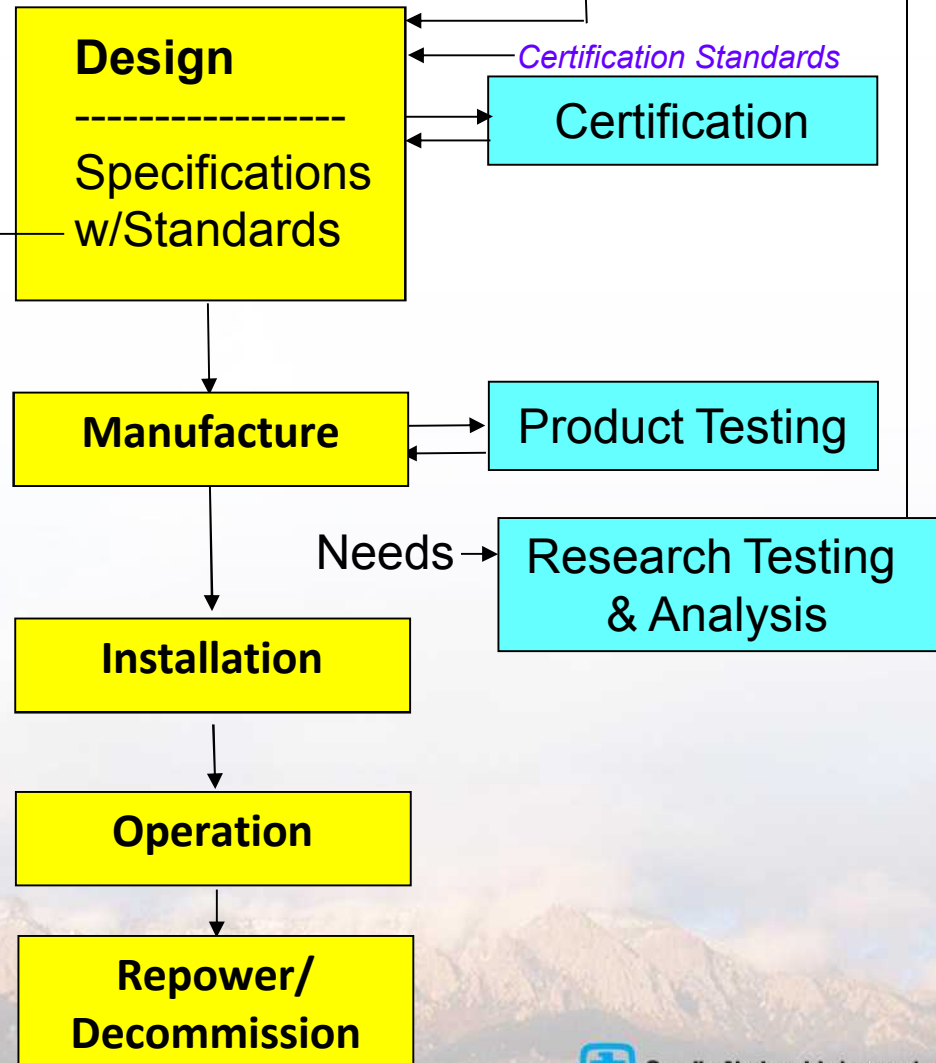 Design
Certification Standards
-----------------
Certification
Specifications
w/Standards
Manufacture
Product Testing
Needs
Research Testing
& Analysis
Installation
Operation
Repower/
Decommission